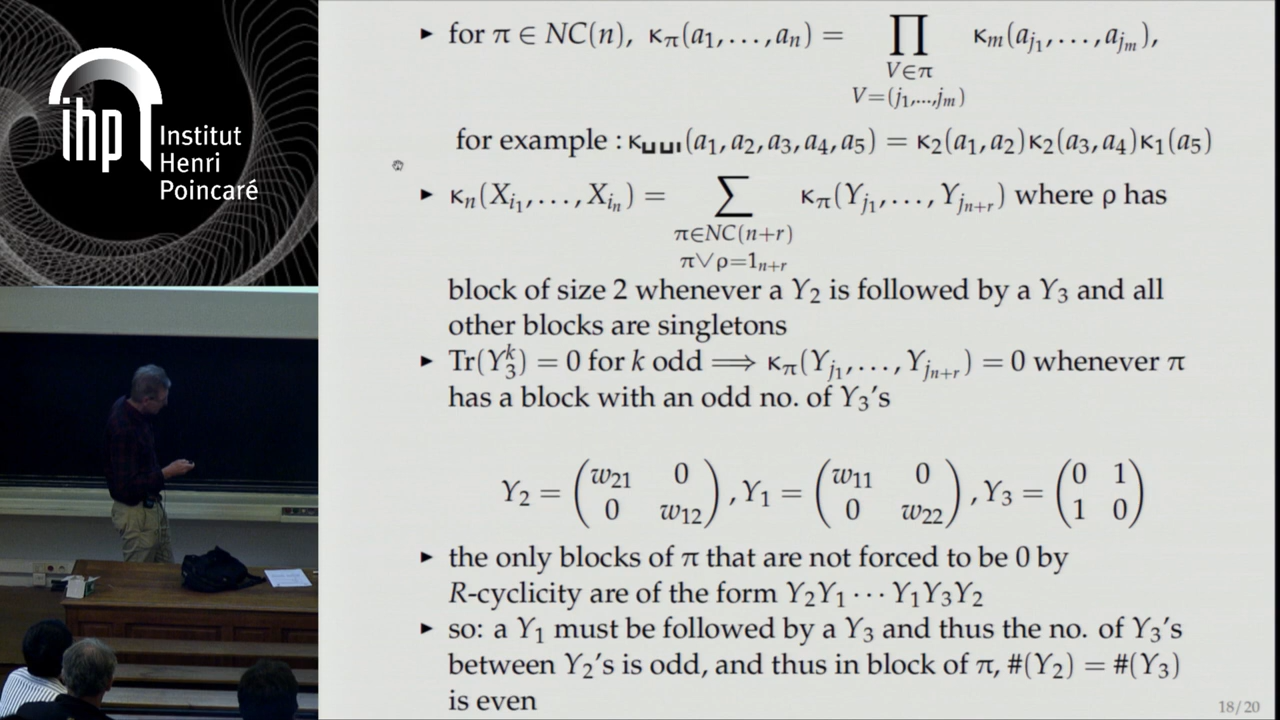 ihp
Institut
Henri
Poincaré
▸ for π ∈ NC(n), κ_π(a_1, . . . , a_n) = ∏_{V∈π, V=(j_1,...,j_m)} κ_m(a_{j_1}, . . . , a_{j_m}),
for example : κ_{⊔⊔ı}(a_1, a_2, a_3, a_4, a_5) = κ_2(a_1, a_2)κ_2(a_3, a_4)κ_1(a_5)
▸ κ_n(X_{i_1}, . . . , X_{i_n}) = ∑_{π∈NC(n+r), π∨ρ=1_{n+r}} κ_π(Y_{j_1}, . . . , Y_{j_{n+r}}) where ρ has
block of size 2 whenever a Y_2 is followed by a Y_3 and all
other blocks are singletons
▸ Tr(Y_3^k) = 0 for k odd ⟹ κ_π(Y_{j_1}, . . . , Y_{j_{n+r}}) = 0 whenever π
has a block with an odd no. of Y_3's
Y_2 = (w_21 0 ; 0 w_12), Y_1 = (w_11 0 ; 0 w_22), Y_3 = (0 1 ; 1 0)
▸ the only blocks of π that are not forced to be 0 by
R-cyclicity are of the form Y_2Y_1 · · · Y_1Y_3Y_2
▸ so: a Y_1 must be followed by a Y_3 and thus the no. of Y_3's
between Y_2's is odd, and thus in block of π, #(Y_2) = #(Y_3)
is even
18/20